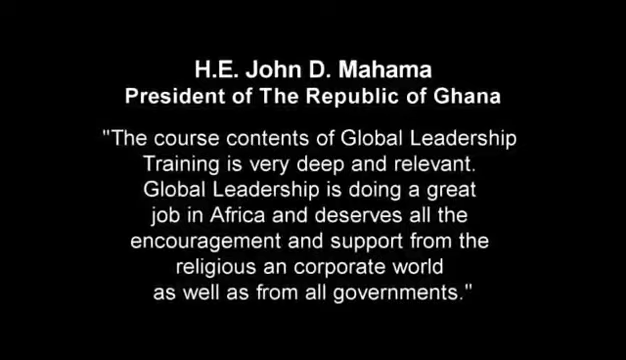 H.E. John D. Mahama
President of The Republic of Ghana
"The course contents of Global Leadership
Training is very deep and relevant.
Global Leadership is doing a great
job in Africa and deserves all the
encouragement and support from the
religious an corporate world
as well as from all governments."